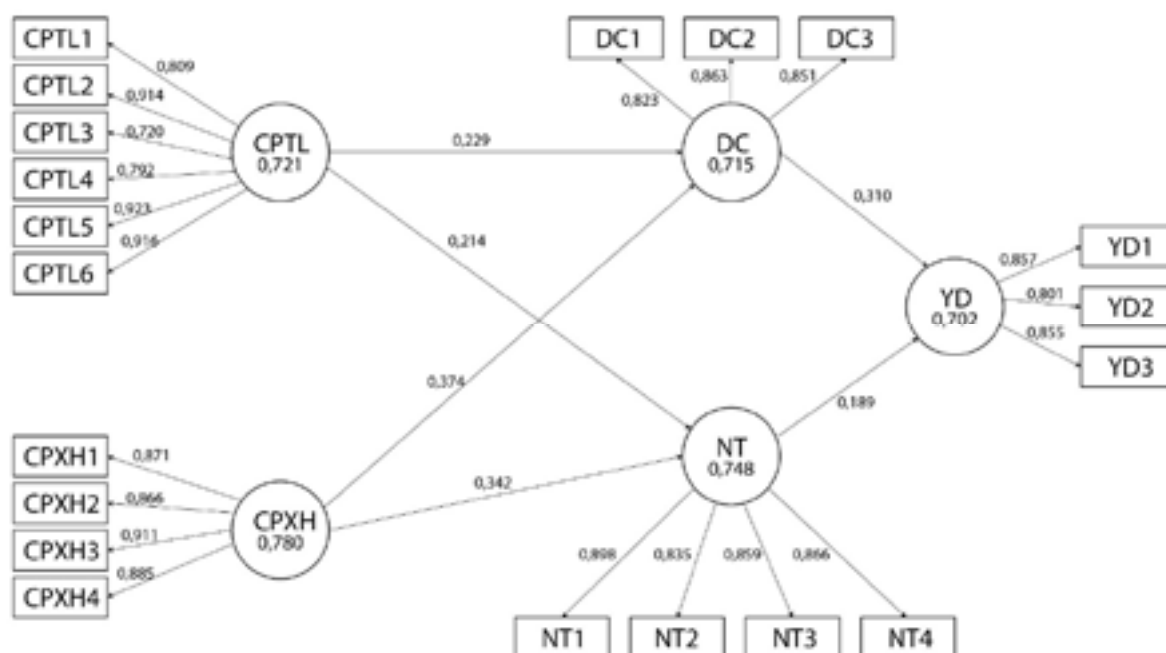 CPTL1
CPTL2
CPTL3
CPTL4
CPTL5
CPTL6
0,809
0,914
0,720
0,792
0,923
0,916
CPTL
0,721
DC1
DC2
DC3
0,823
0,863
0,851
DC
0,715
0,229
0,214
0,310
0,374
0,342
0,189
YD
0,702
0,857
0,801
0,855
YD1
YD2
YD3
CPXH1
CPXH2
CPXH3
CPXH4
0,871
0,866
0,911
0,885
CPXH
0,780
NT
0,748
0,898
0,835
0,859
0,866
NT1
NT2
NT3
NT4